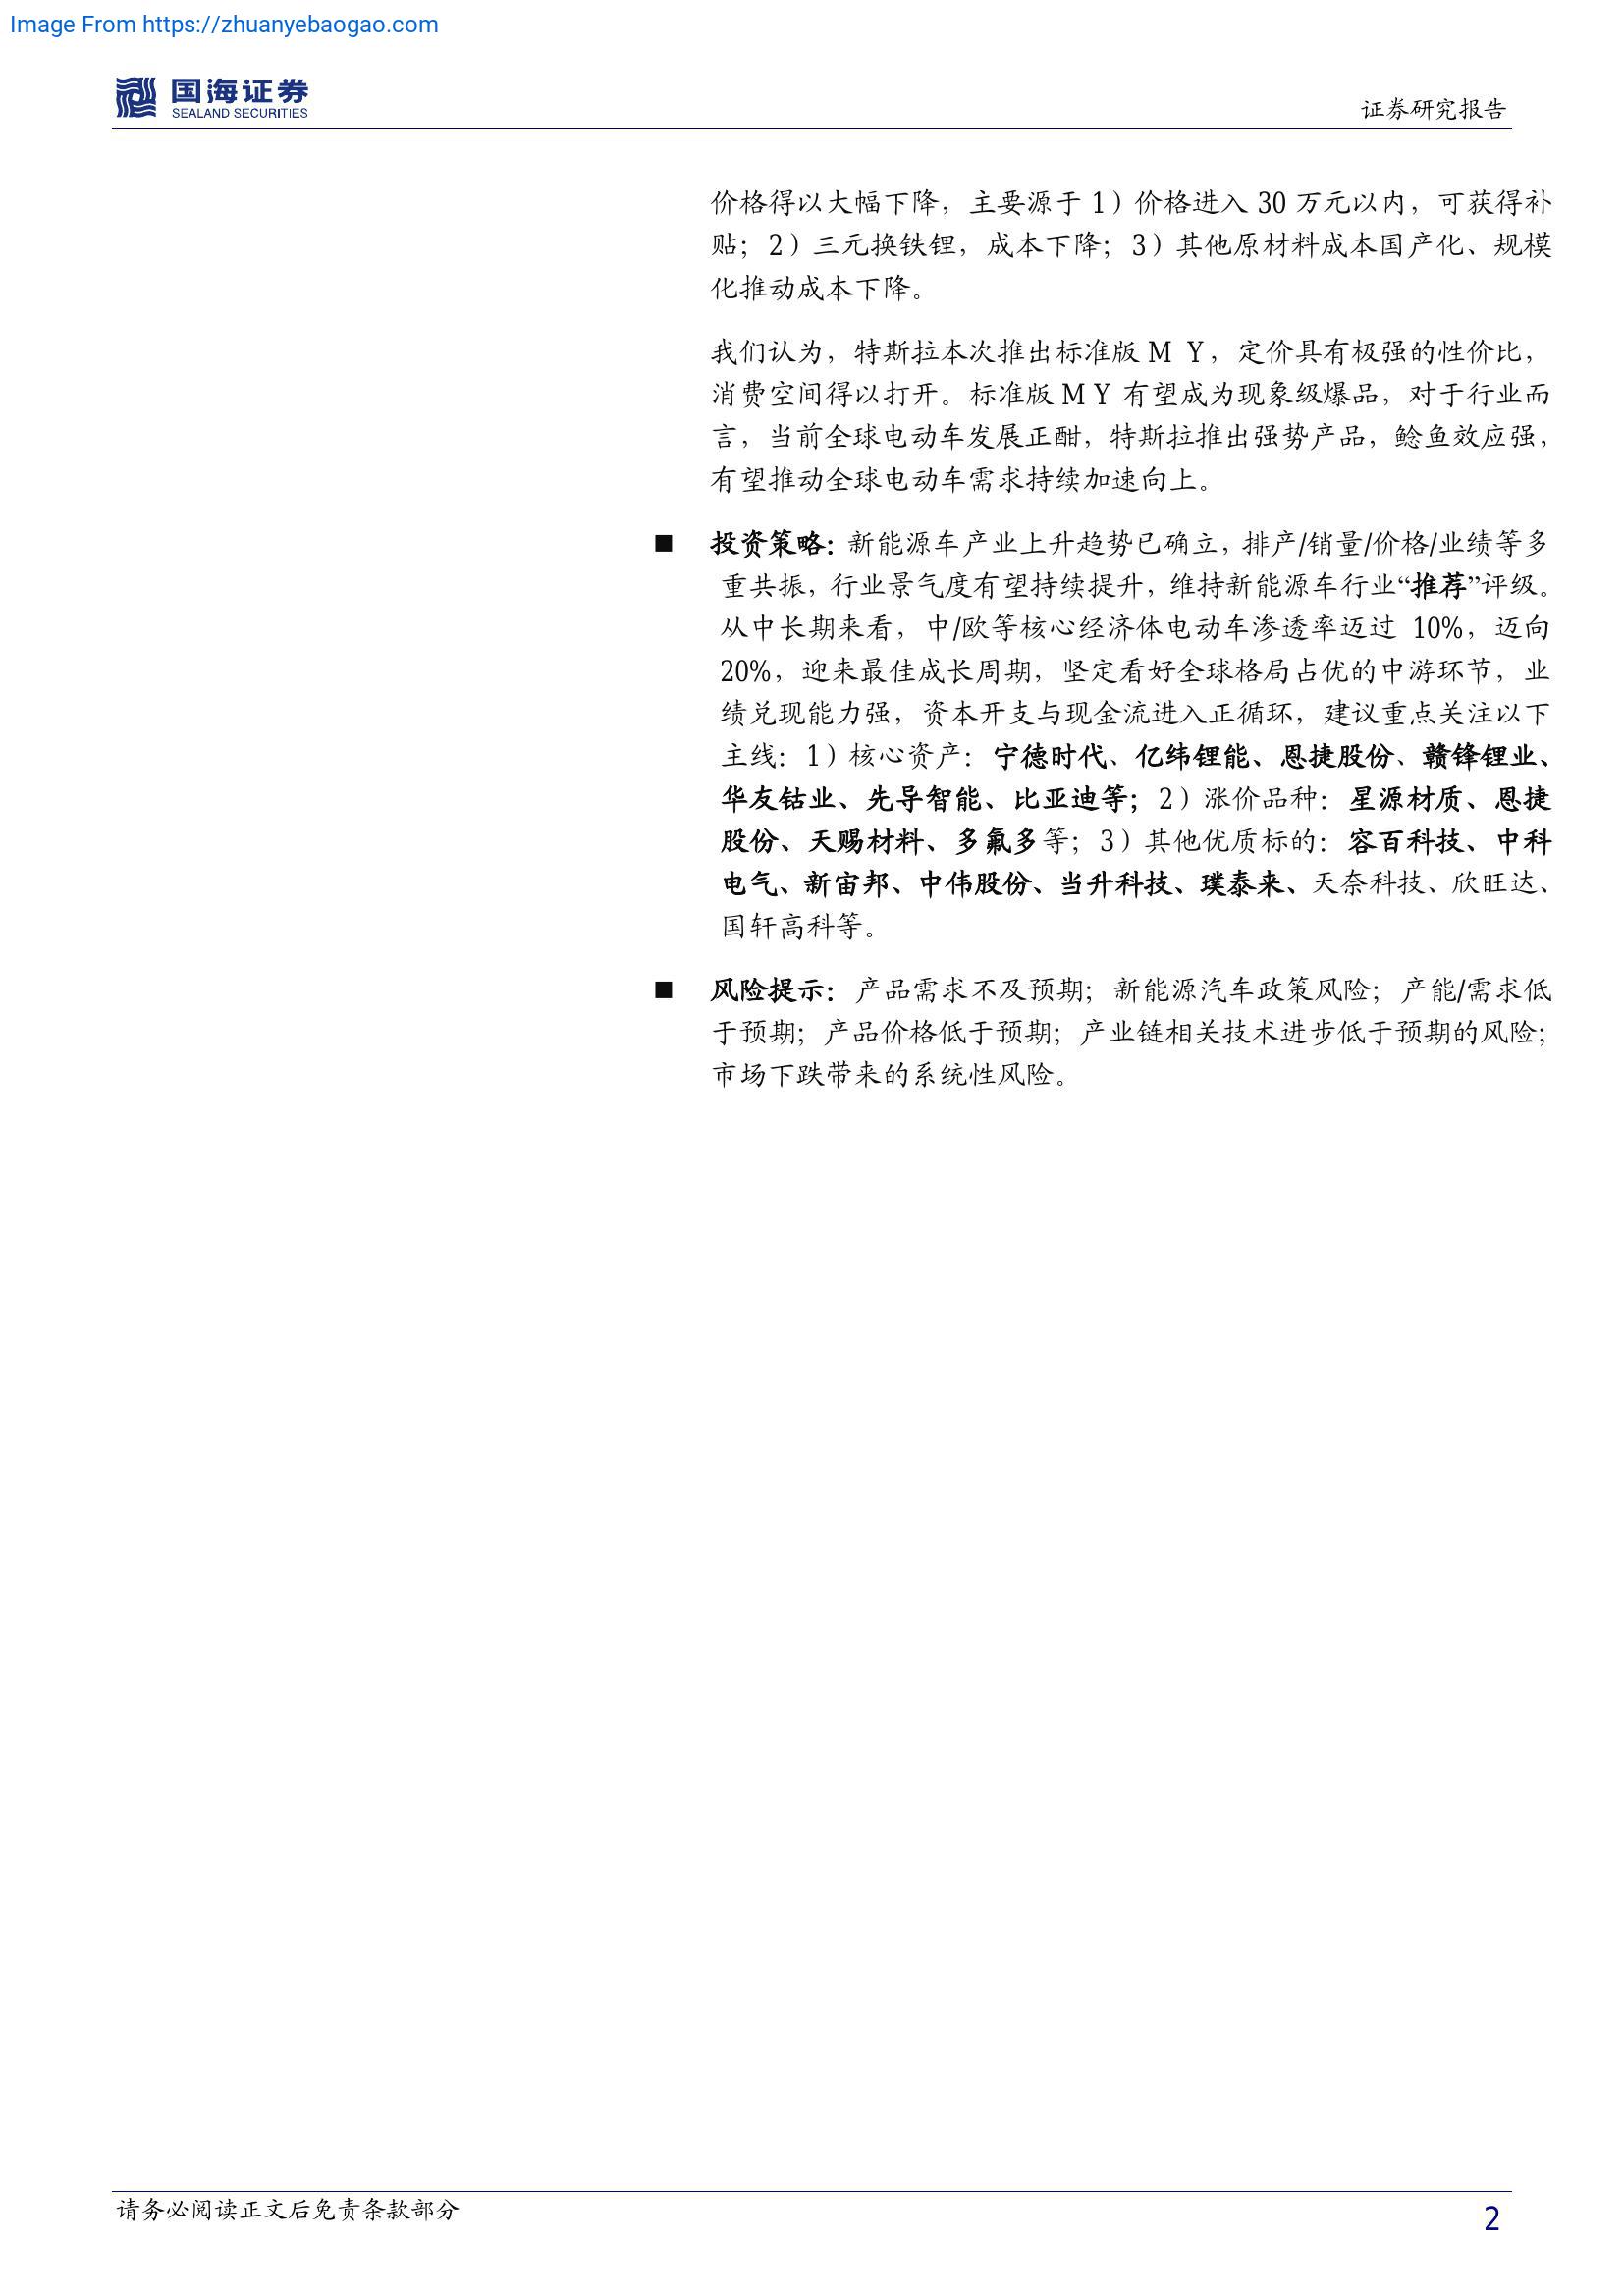 Image From https://zhuanyebaogao.com
国海证券
SEALAND SECURITIES
证券研究报告
价格得以大幅下降，主要源于 1）价格进入 30 万元以内，可获得补
贴；2）三元换铁锂，成本下降；3）其他原材料成本国产化、规模
化推动成本下降。
我们认为，特斯拉本次推出标准版 M Y，定价具有极强的性价比，
消费空间得以打开。标准版 M Y 有望成为现象级爆品，对于行业而
言，当前全球电动车发展正酣，特斯拉推出强势产品，鲶鱼效应强，
有望推动全球电动车需求持续加速向上。
■ 投资策略：新能源车产业上升趋势已确立，排产/销量/价格/业绩等多
重共振，行业景气度有望持续提升，维持新能源车行业“推荐”评级。
从中长期来看，中/欧等核心经济体电动车渗透率迈过 10%，迈向
20%，迎来最佳成长周期，坚定看好全球格局占优的中游环节，业
绩兑现能力强，资本开支与现金流进入正循环，建议重点关注以下
主线：1）核心资产：宁德时代、亿纬锂能、恩捷股份、赣锋锂业、
华友钴业、先导智能、比亚迪等；2）涨价品种：星源材质、恩捷
股份、天赐材料、多氟多等；3）其他优质标的：容百科技、中科
电气、新宙邦、中伟股份、当升科技、璞泰来、天奈科技、欣旺达、
国轩高科等。
■ 风险提示：产品需求不及预期；新能源汽车政策风险；产能/需求低
于预期；产品价格低于预期；产业链相关技术进步低于预期的风险；
市场下跌带来的系统性风险。
请务必阅读正文后免责条款部分
2